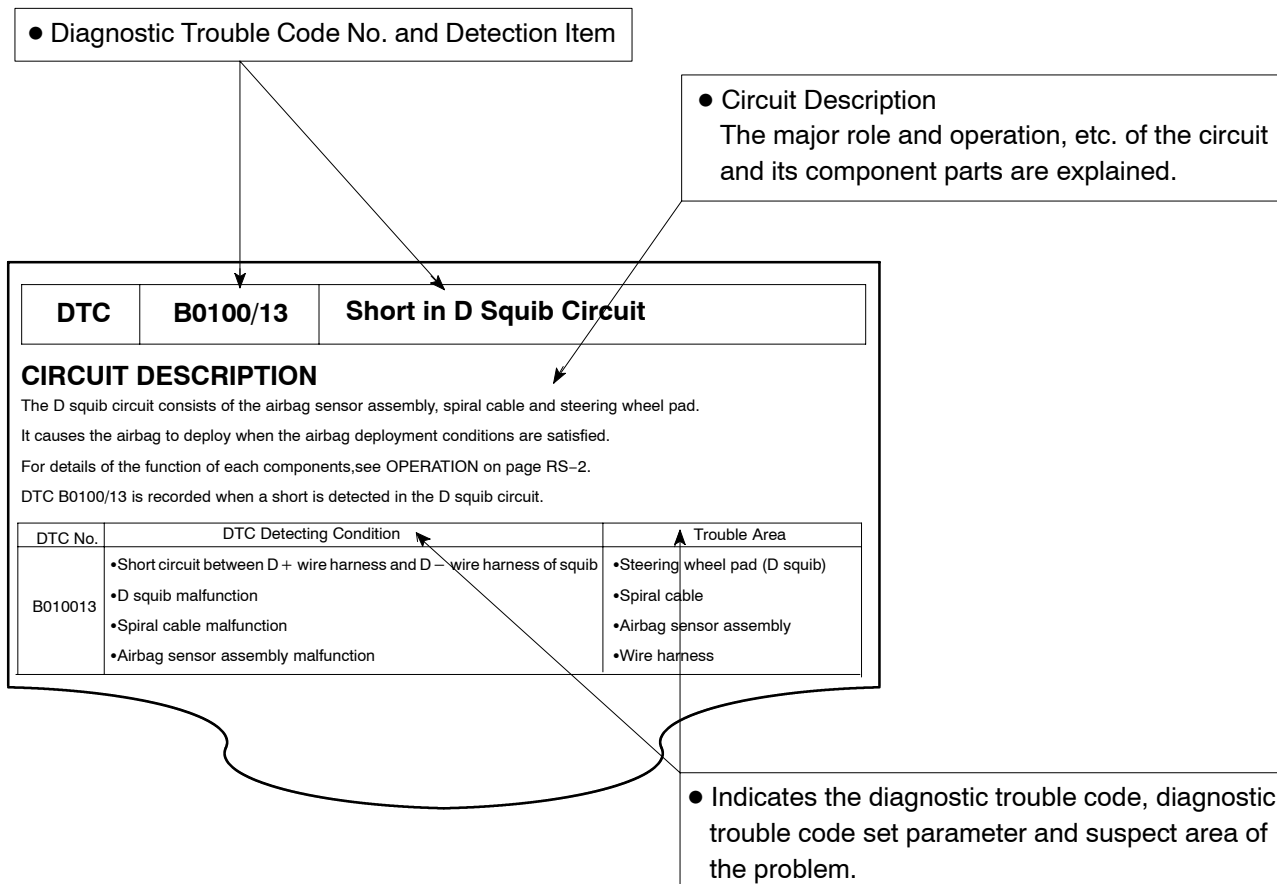 ● Diagnostic Trouble Code No. and Detection Item
● Circuit Description
The major role and operation, etc. of the circuit
and its component parts are explained.
DTC B0100/13 Short in D Squib Circuit
CIRCUIT DESCRIPTION
The D squib circuit consists of the airbag sensor assembly, spiral cable and steering wheel pad.
It causes the airbag to deploy when the airbag deployment conditions are satisfied.
For details of the function of each components,see OPERATION on page RS−2.
DTC B0100/13 is recorded when a short is detected in the D squib circuit.
DTC No. DTC Detecting Condition Trouble Area
B010013
•Short circuit between D + wire harness and D − wire harness of squib
•D squib malfunction
•Spiral cable malfunction
•Airbag sensor assembly malfunction
•Steering wheel pad (D squib)
•Spiral cable
•Airbag sensor assembly
•Wire harness
● Indicates the diagnostic trouble code, diagnostic
trouble code set parameter and suspect area of
the problem.